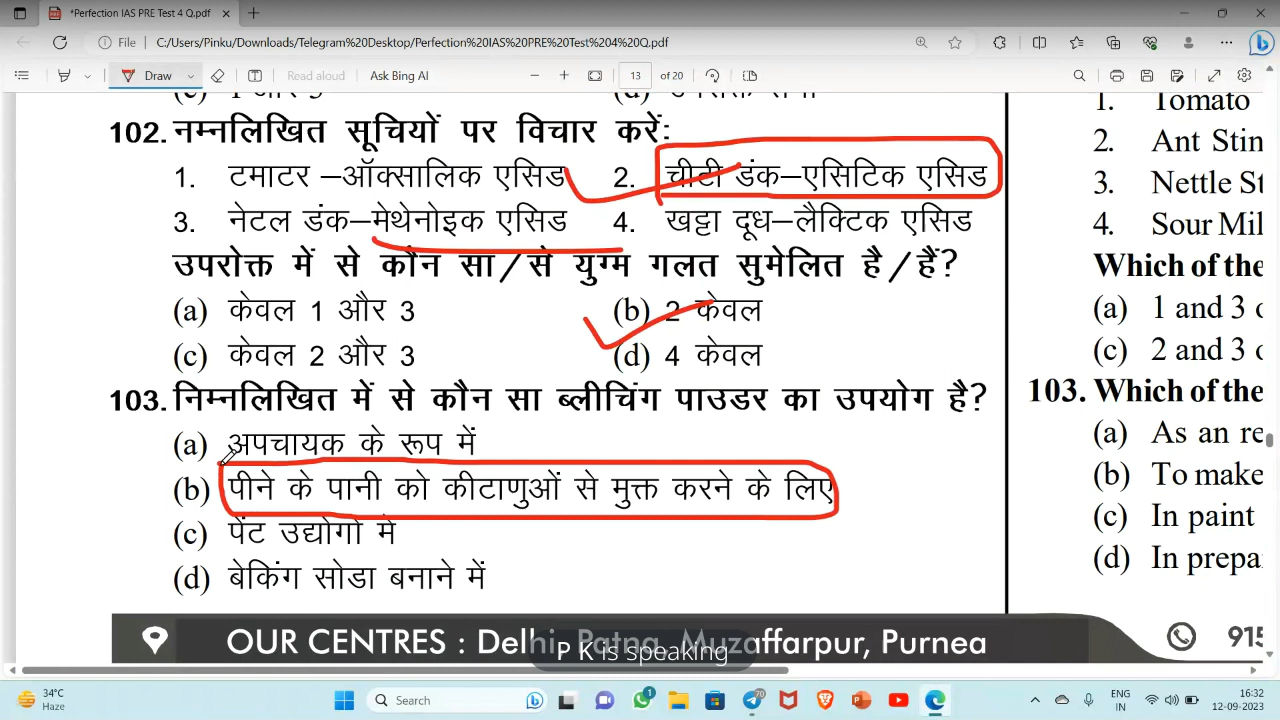 *Perfection IAS PRE Test 4 Q.pdf
File C:/Users/Pinku/Downloads/Telegram%20Desktop/Perfection%20IAS%20PRE%20Test%204%20Q.pdf
Draw Read aloud Ask Bing AI 13 of 20
102. नम्नलिखित सूचियों पर विचार करें:
1. टमाटर –ऑक्सालिक एसिड 2. चीटी डंक–एसिटिक एसिड
3. नेटल डंक–मेथेनोइक एसिड 4. खट्टा दूध–लैक्टिक एसिड
उपरोक्त में से कौन सा/से युग्म गलत सुमेलित है/हैं?
(a) केवल 1 और 3 (b) 2 केवल
(c) केवल 2 और 3 (d) 4 केवल
103. निम्नलिखित में से कौन सा ब्लीचिंग पाउडर का उपयोग है?
(a) अपचायक के रूप में
(b) पीने के पानी को कीटाणुओं से मुक्त करने के लिए
(c) पेंट उद्योगो मे
(d) बेकिंग सोडा बनाने में
1. Tomato
2. Ant Stin
3. Nettle St
4. Sour Mil
Which of the
(a) 1 and 3
(c) 2 and 3
103. Which of the
(a) As an re
(b) To make
(c) In paint
(d) In prepa
OUR CENTRES : Delhi, Patna, Muzaffarpur, Purnea 915
P K is speaking
34°C
Haze
Search
1
70
ENG
IN
16:32
12-09-2023